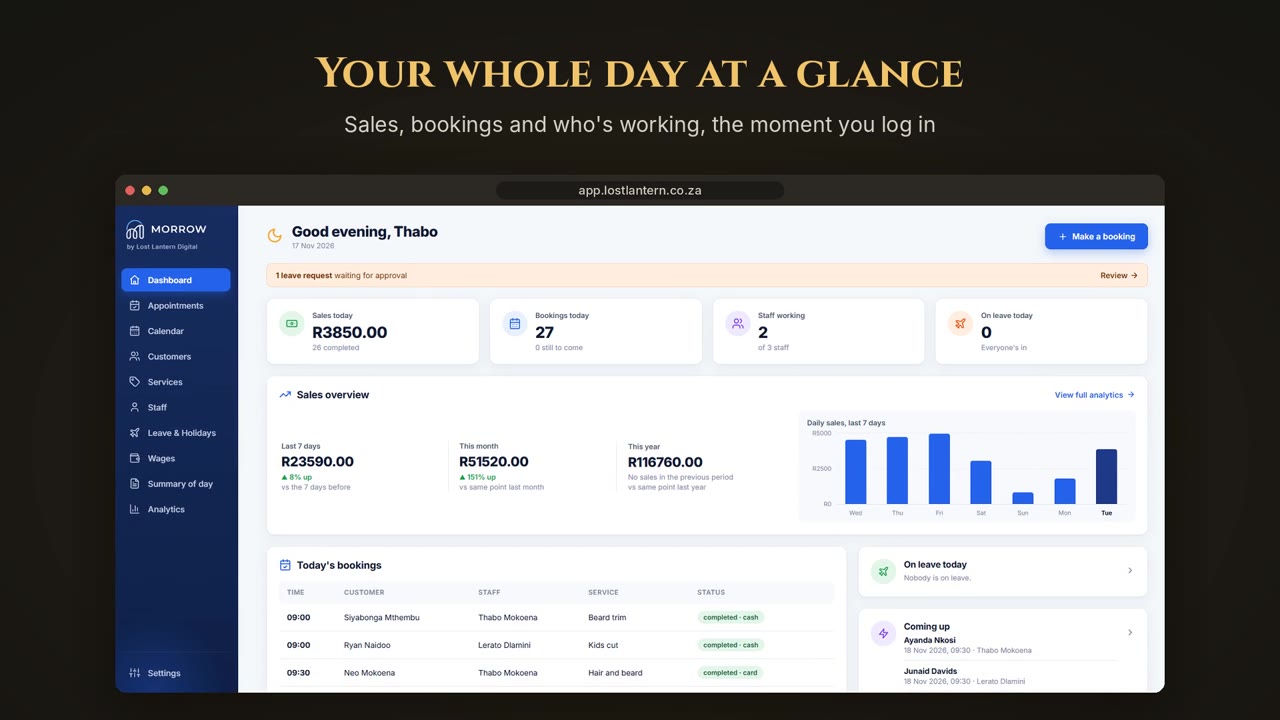 Your whole day at a glance
Sales, bookings and who's working, the moment you log in
app.lostlantern.co.za
MORROW
by Lost Lantern Digital
Dashboard
Appointments
Calendar
Customers
Services
Staff
Leave & Holidays
Wages
Summary of day
Analytics
Settings
Good evening, Thabo
17 Nov 2026
+ Make a booking
1 leave request waiting for approval
Review →
Sales today
R3850.00
26 completed
Bookings today
27
0 still to come
Staff working
2
of 3 staff
On leave today
0
Everyone's in
Sales overview
View full analytics →
Last 7 days
R23590.00
▲ 8% up
vs the 7 days before
This month
R51520.00
▲ 151% up
vs same point last month
This year
R116760.00
No sales in the previous period
vs same point last year
Daily sales, last 7 days
R5000
R2500
R0
Wed Thu Fri Sat Sun Mon Tue
Today's bookings
TIME CUSTOMER STAFF SERVICE STATUS
09:00 Siyabonga Mthembu Thabo Mokoena Beard trim completed · cash
09:00 Ryan Naidoo Lerato Dlamini Kids cut completed · cash
09:30 Neo Mokoena Thabo Mokoena Hair and beard completed · card
On leave today
Nobody is on leave.
Coming up
Ayanda Nkosi
18 Nov 2026, 09:30 · Thabo Mokoena
Junaid Davids
18 Nov 2026, 09:30 · Lerato Dlamini